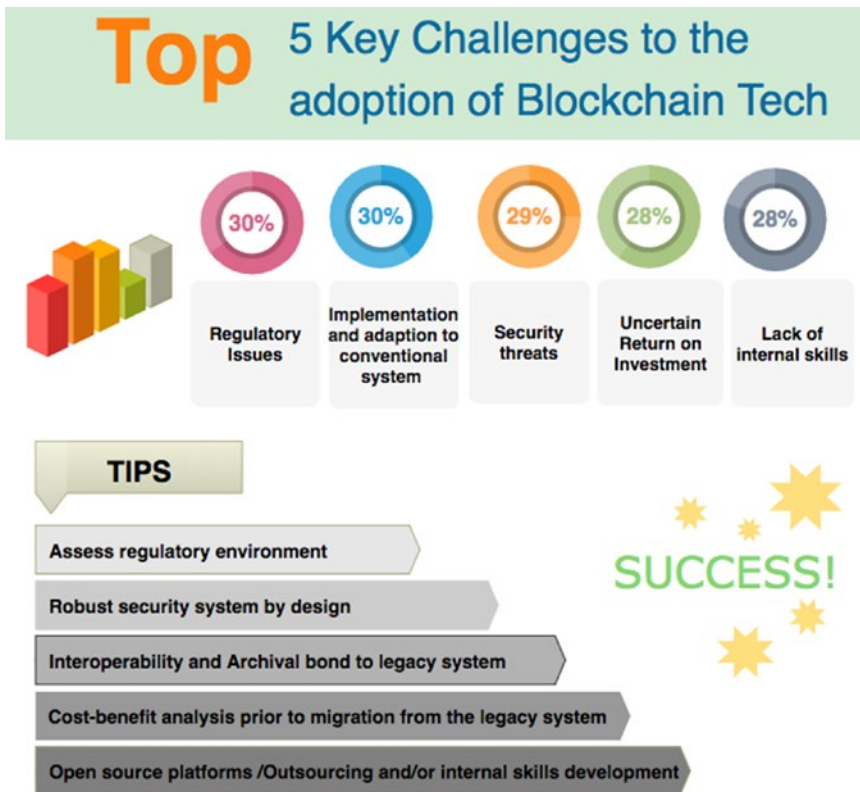 Top
5 Key Challenges to the
adoption of Blockchain Tech
30%
30%
29%
28%
28%
Regulatory
Issues
Implementation
and adaption to
conventional
system
Security
threats
Uncertain
Return on
Investment
Lack of
internal skills
TIPS
Assess regulatory environment
Robust security system by design
Interoperability and Archival bond to legacy system
Cost-benefit analysis prior to migration from the legacy system
Open source platforms /Outsourcing and/or internal skills development
SUCCESS!